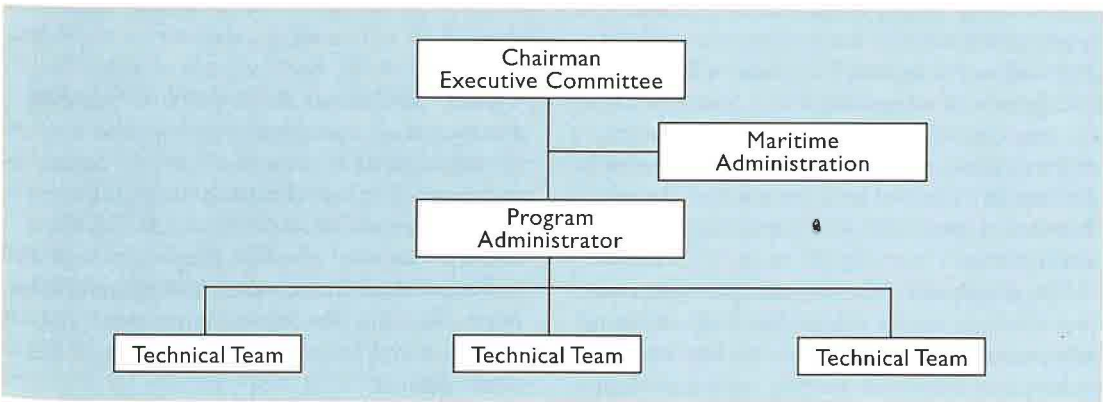 Chairman
Executive Committee
Maritime
Administration
Program
Administrator
Technical Team
Technical Team
Technical Team